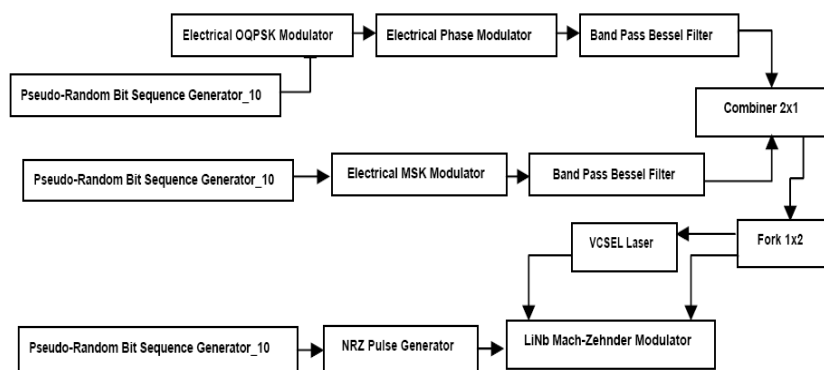 Electrical OQPSK Modulator
Electrical Phase Modulator
Band Pass Bessel Filter
Pseudo-Random Bit Sequence Generator_10
Combiner 2x1
Pseudo-Random Bit Sequence Generator_10
Electrical MSK Modulator
Band Pass Bessel Filter
VCSEL Laser
Fork 1x2
Pseudo-Random Bit Sequence Generator_10
NRZ Pulse Generator
LiNb Mach-Zehnder Modulator